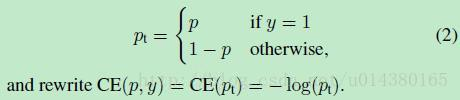 p_t = { p if y = 1
1 − p otherwise, (2)
and rewrite CE(p, y) = CE(p_t) = − log(p_t).